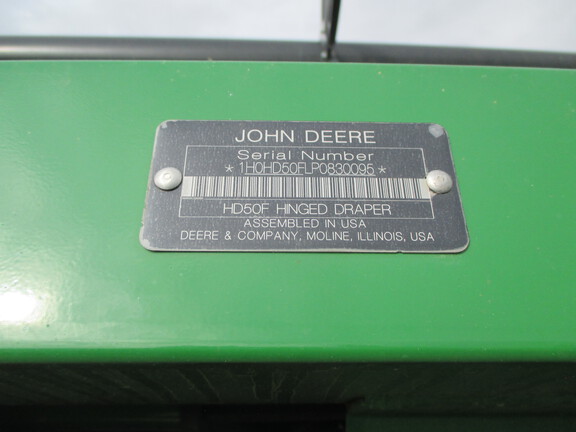 JOHN DEERE
Serial Number
*1H0HD50FLP0830095*
HD50F HINGED DRAPER
ASSEMBLED IN USA
DEERE & COMPANY, MOLINE, ILLINOIS, USA